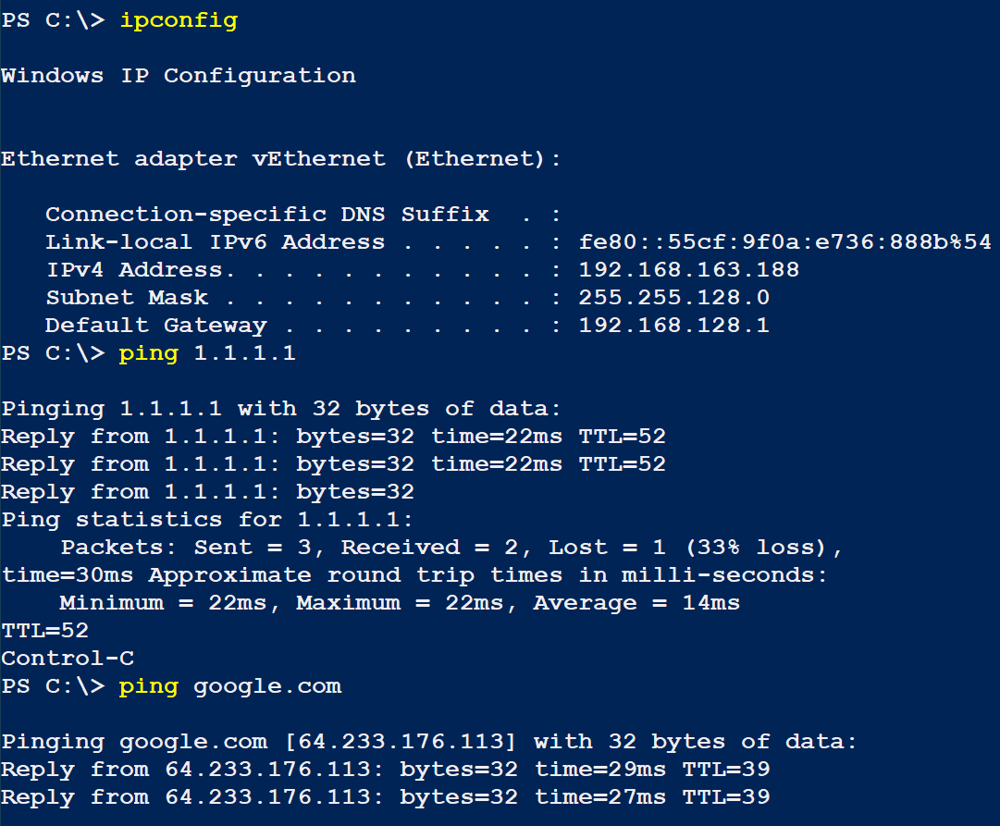 PS C:\> ipconfig
Windows IP Configuration
Ethernet adapter vEthernet (Ethernet):
   Connection-specific DNS Suffix  . :
   Link-local IPv6 Address . . . . . : fe80::55cf:9f0a:e736:888b%54
   IPv4 Address. . . . . . . . . . . : 192.168.163.188
   Subnet Mask . . . . . . . . . . . : 255.255.128.0
   Default Gateway . . . . . . . . . : 192.168.128.1
PS C:\> ping 1.1.1.1
Pinging 1.1.1.1 with 32 bytes of data:
Reply from 1.1.1.1: bytes=32 time=22ms TTL=52
Reply from 1.1.1.1: bytes=32 time=22ms TTL=52
Reply from 1.1.1.1: bytes=32
Ping statistics for 1.1.1.1:
    Packets: Sent = 3, Received = 2, Lost = 1 (33% loss),
time=30ms Approximate round trip times in milli-seconds:
    Minimum = 22ms, Maximum = 22ms, Average = 14ms
TTL=52
Control-C
PS C:\> ping google.com
Pinging google.com [64.233.176.113] with 32 bytes of data:
Reply from 64.233.176.113: bytes=32 time=29ms TTL=39
Reply from 64.233.176.113: bytes=32 time=27ms TTL=39